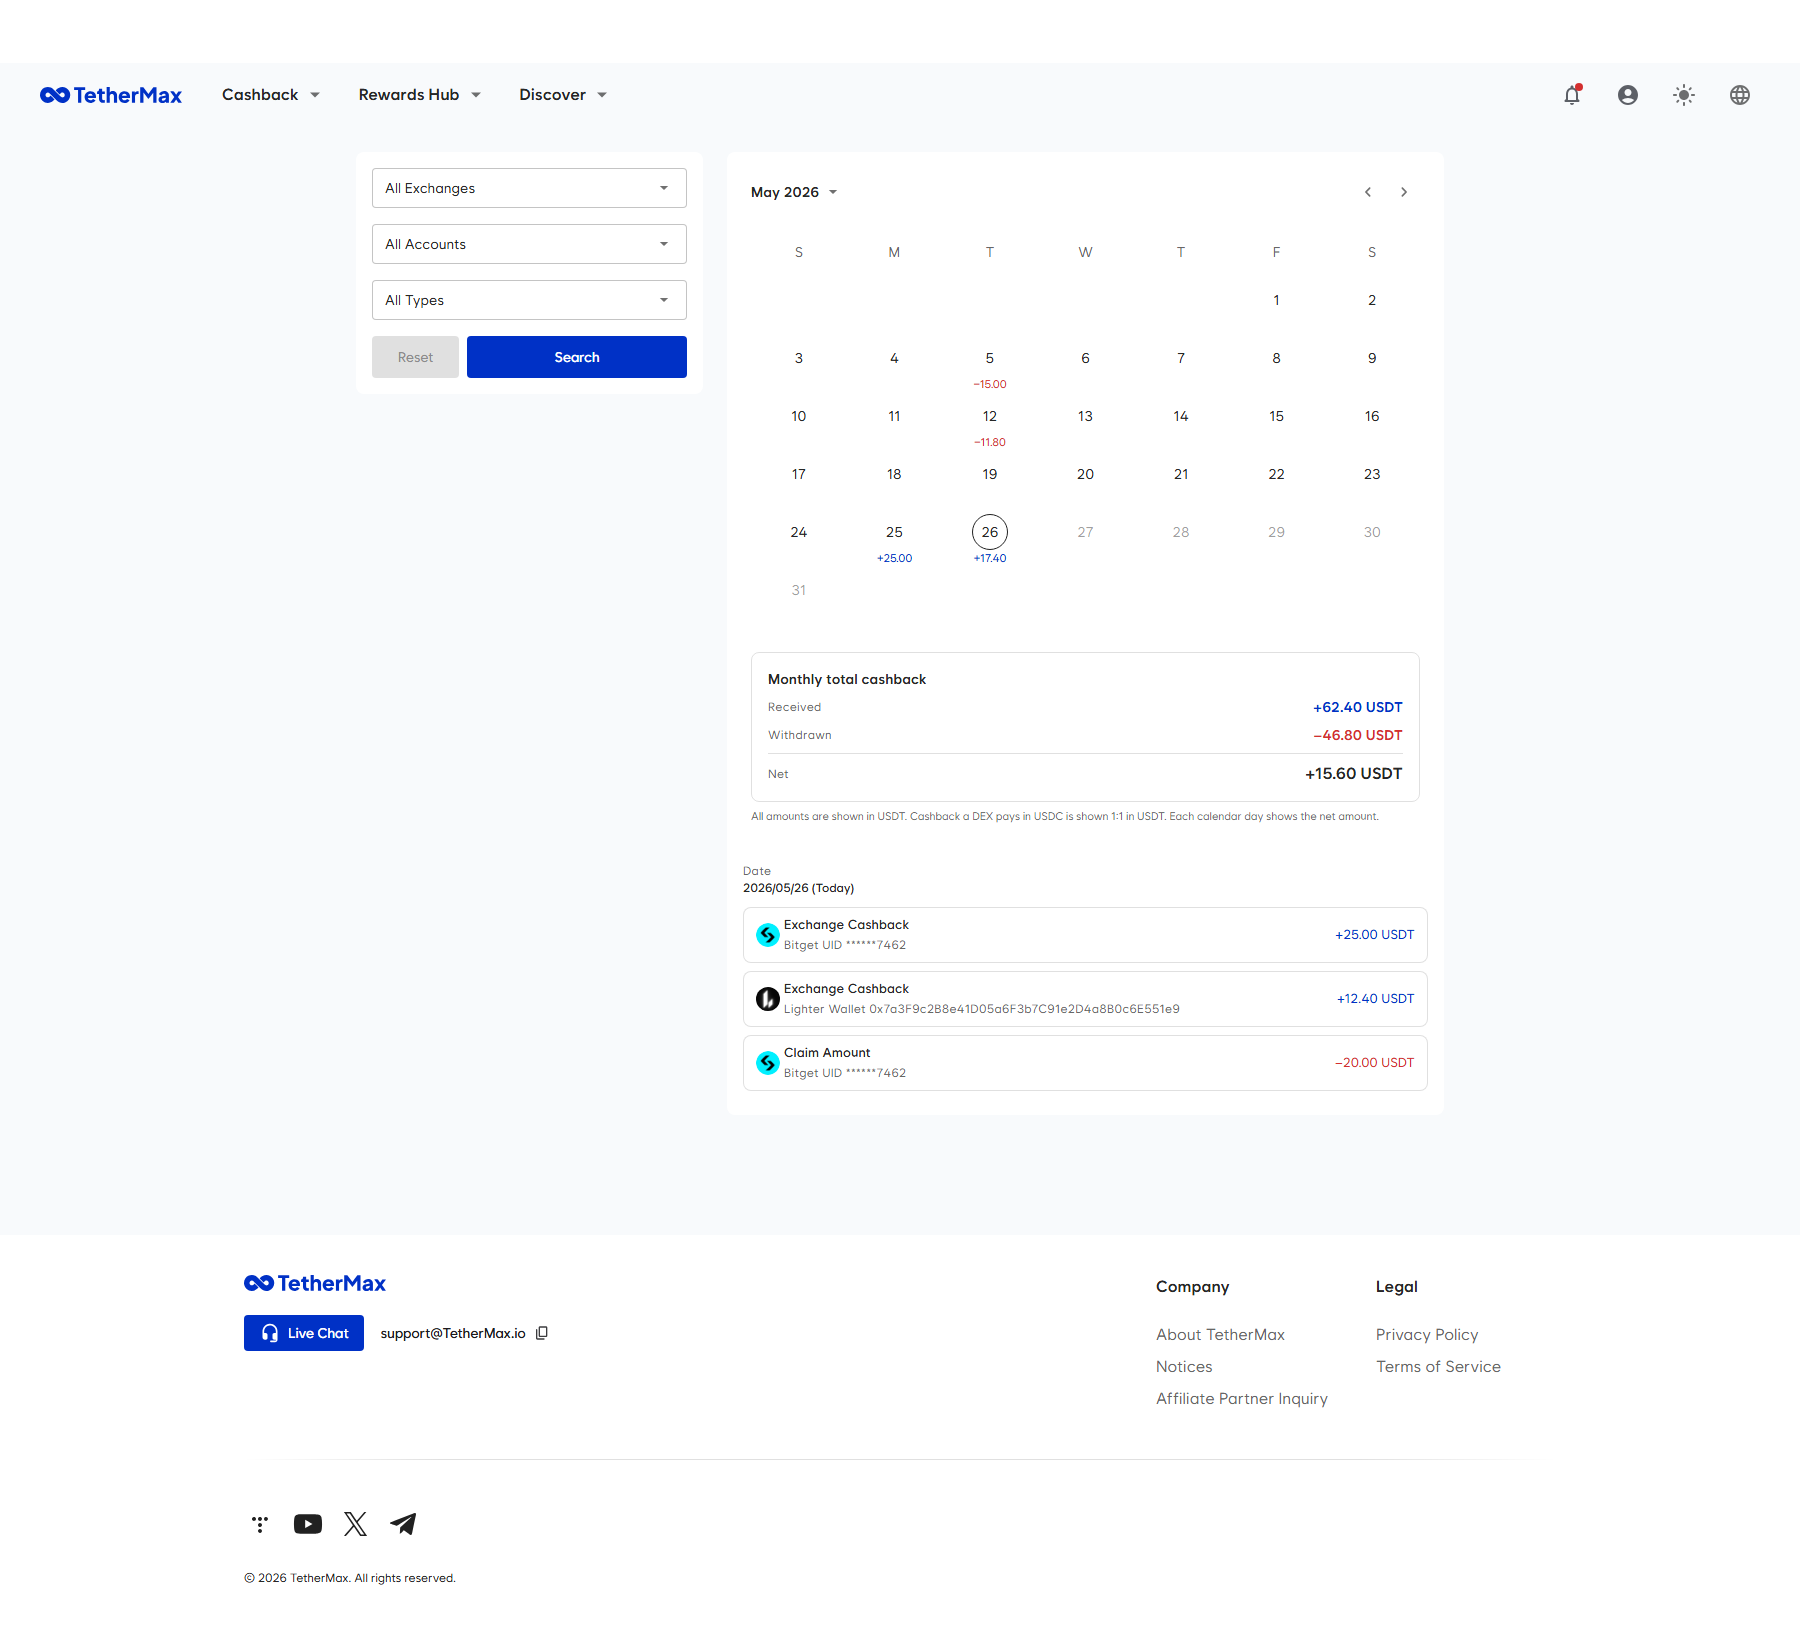 TetherMax
Cashback
Rewards Hub
Discover
All Exchanges
All Accounts
All Types
Reset
Search
May 2026
S M T W T F S
1 2
3 4 5 6 7 8 9
−15.00
10 11 12 13 14 15 16
−11.80
17 18 19 20 21 22 23
24 25 26 27 28 29 30
+25.00 +17.40
31
Monthly total cashback
Received +62.40 USDT
Withdrawn −46.80 USDT
Net +15.60 USDT
All amounts are shown in USDT. Cashback a DEX pays in USDC is shown 1:1 in USDT. Each calendar day shows the net amount.
Date
2026/05/26 (Today)
Exchange Cashback
Bitget UID ******7462
+25.00 USDT
Exchange Cashback
Lighter Wallet 0x7a3F9c2B8e41D05a6F3b7C91e2D4a8B0c6E551e9
+12.40 USDT
Claim Amount
Bitget UID ******7462
−20.00 USDT
TetherMax
Live Chat
support@TetherMax.io
Company
About TetherMax
Notices
Affiliate Partner Inquiry
Legal
Privacy Policy
Terms of Service
© 2026 TetherMax. All rights reserved.